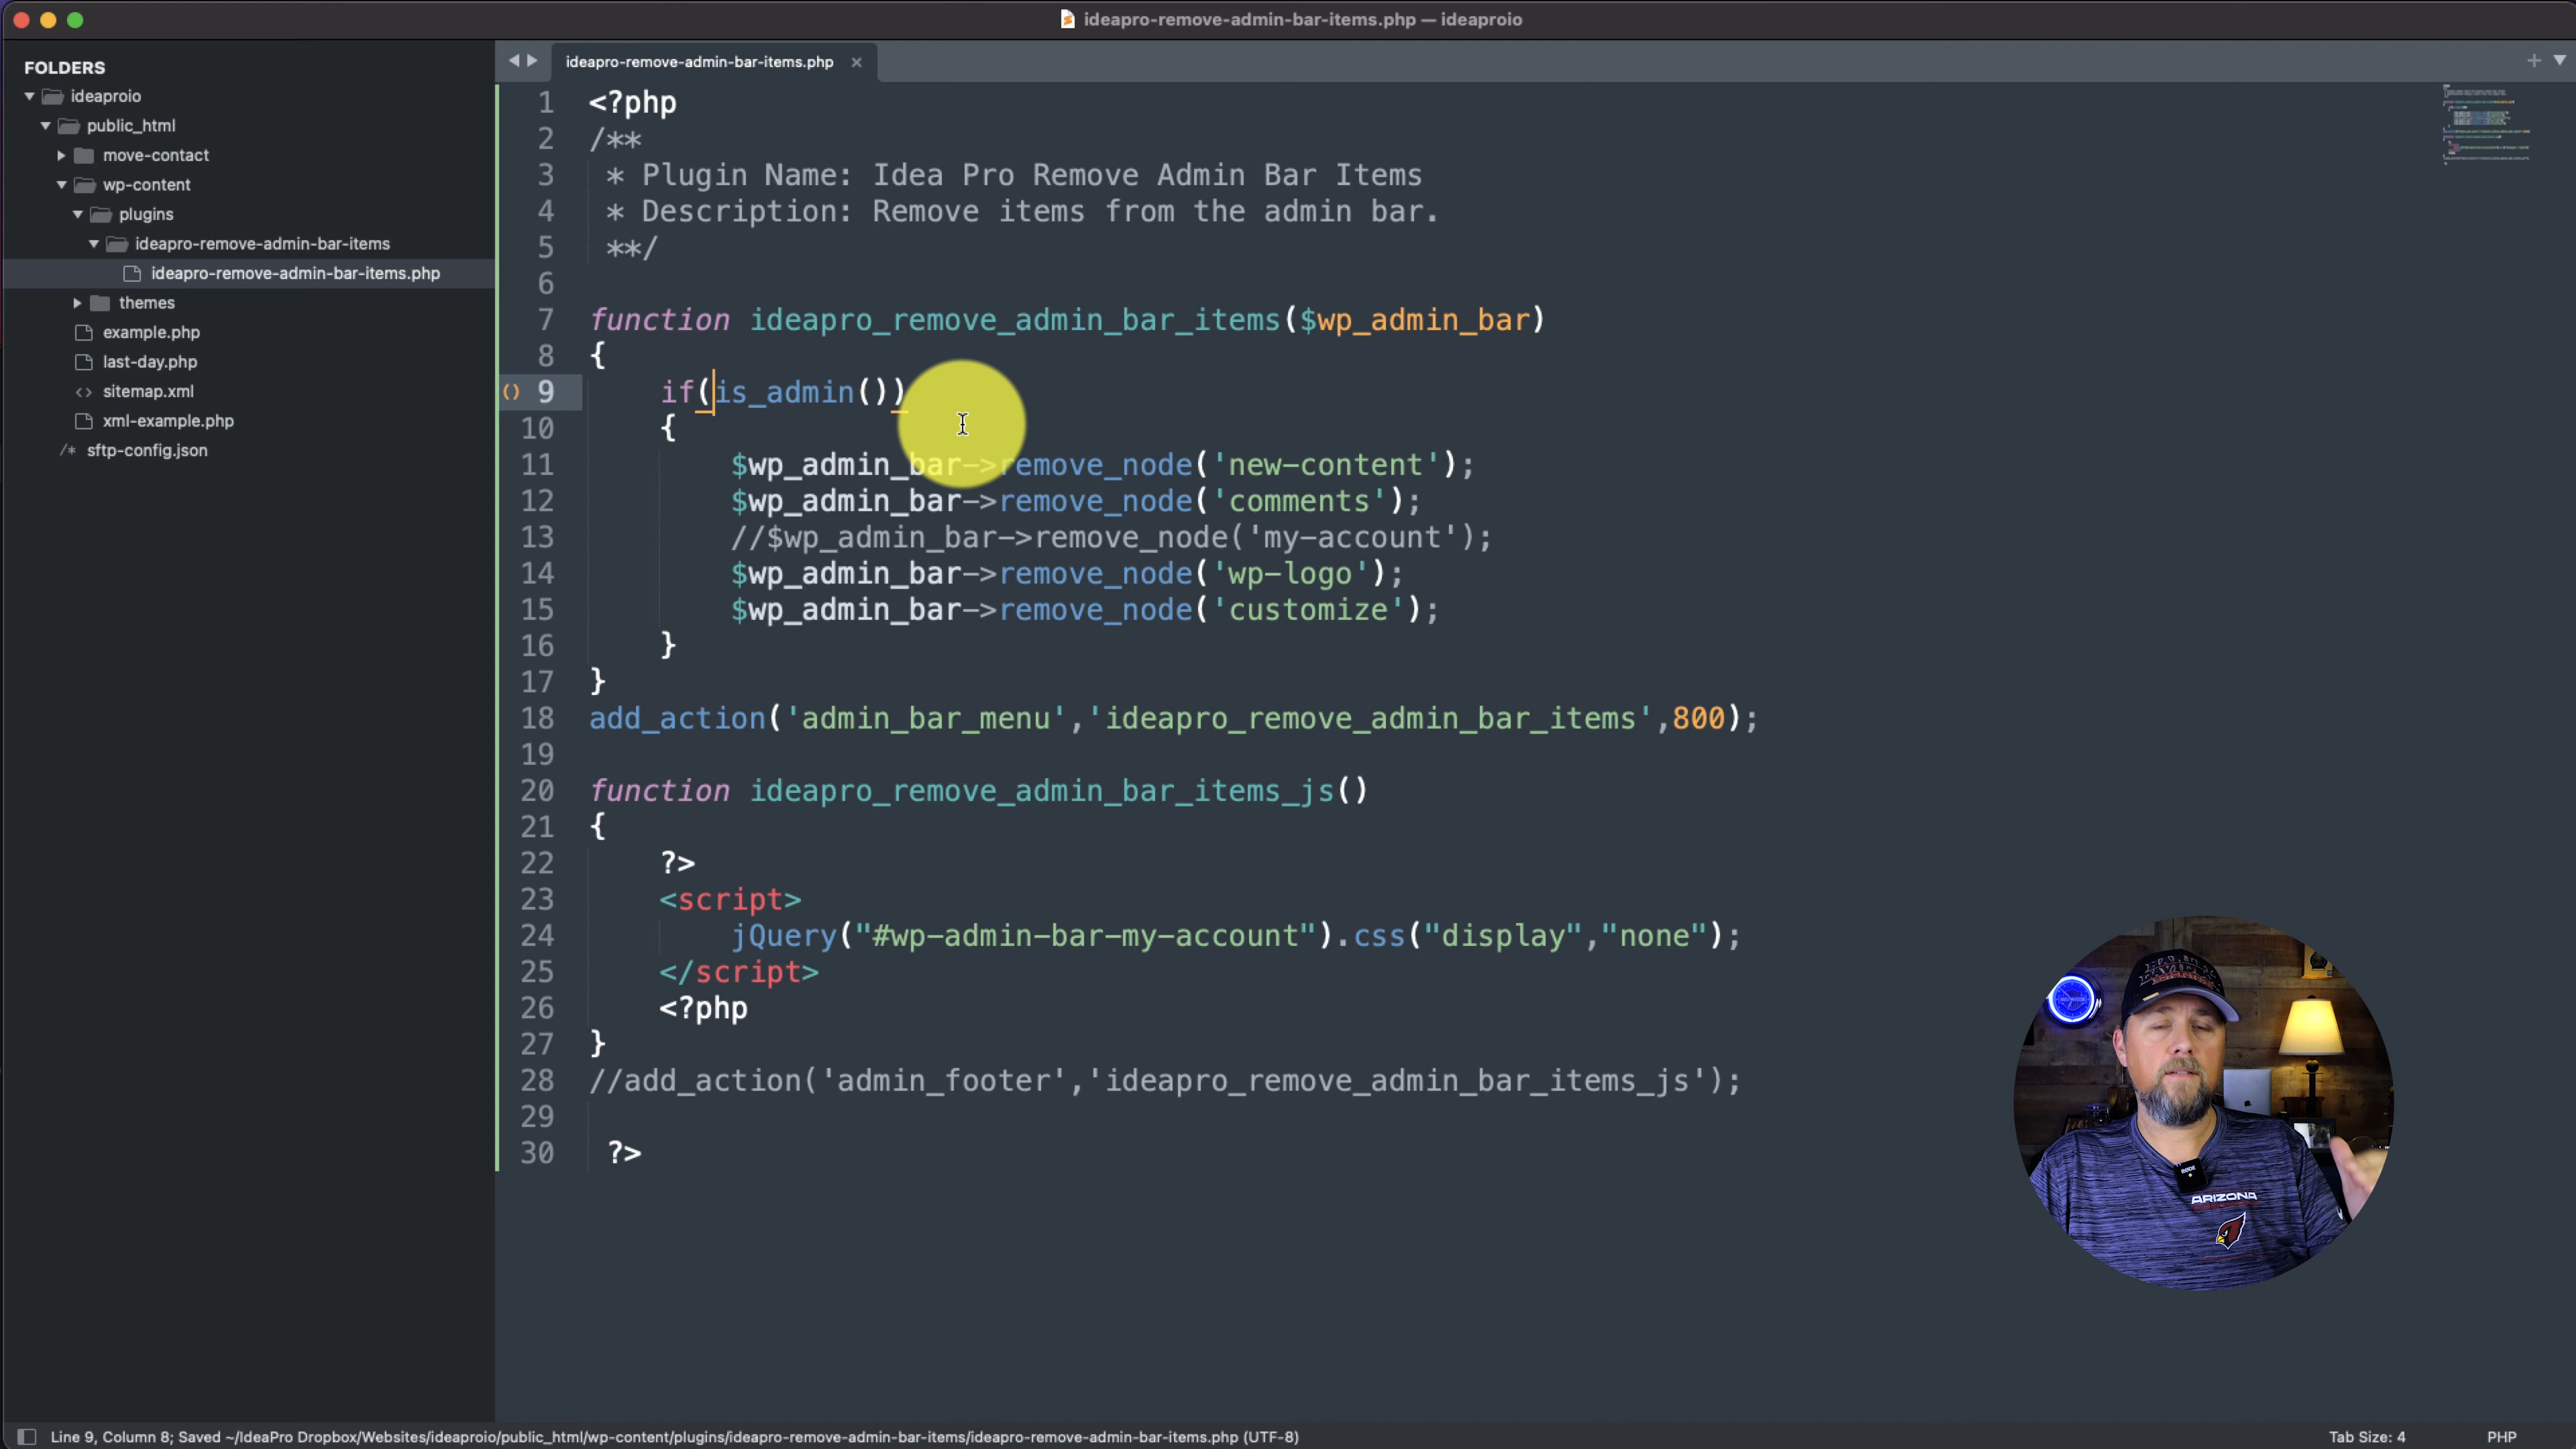 ideapro-remove-admin-bar-items.php — ideaproio
FOLDERS
ideaproio
public_html
move-contact
wp-content
plugins
ideapro-remove-admin-bar-items
ideapro-remove-admin-bar-items.php
themes
example.php
last-day.php
<> sitemap.xml
xml-example.php
/* sftp-config.json
ideapro-remove-admin-bar-items.php ×
1 <?php
2 /**
3 * Plugin Name: Idea Pro Remove Admin Bar Items
4 * Description: Remove items from the admin bar.
5 **/
6
7 function ideapro_remove_admin_bar_items($wp_admin_bar)
8 {
() 9 if(is_admin())
10 {
11 $wp_admin_bar->remove_node('new-content');
12 $wp_admin_bar->remove_node('comments');
13 //$wp_admin_bar->remove_node('my-account');
14 $wp_admin_bar->remove_node('wp-logo');
15 $wp_admin_bar->remove_node('customize');
16 }
17 }
18 add_action('admin_bar_menu','ideapro_remove_admin_bar_items',800);
19
20 function ideapro_remove_admin_bar_items_js()
21 {
22 ?>
23 <script>
24 jQuery("#wp-admin-bar-my-account").css("display","none");
25 </script>
26 <?php
27 }
28 //add_action('admin_footer','ideapro_remove_admin_bar_items_js');
29
30 ?>
RODE
ARIZONA
Line 9, Column 8; Saved ~/IdeaPro Dropbox/Websites/ideaproio/public_html/wp-content/plugins/ideapro-remove-admin-bar-items/ideapro-remove-admin-bar-items.php (UTF-8)
Tab Size: 4
PHP